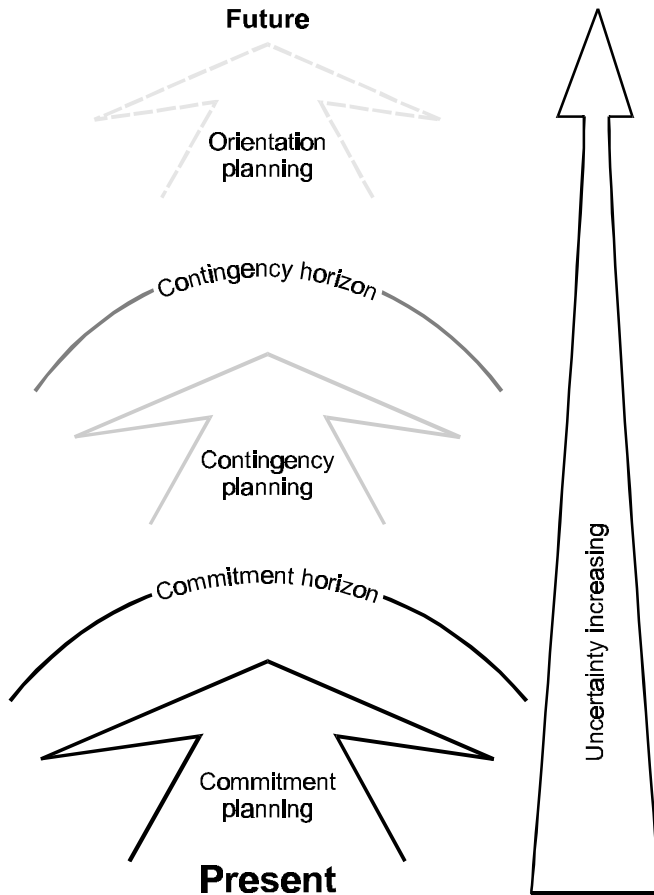 Future
Orientation
planning
Contingency horizon
Contingency
planning
Commitment horizon
Commitment
planning
Present
Uncertainty increasing